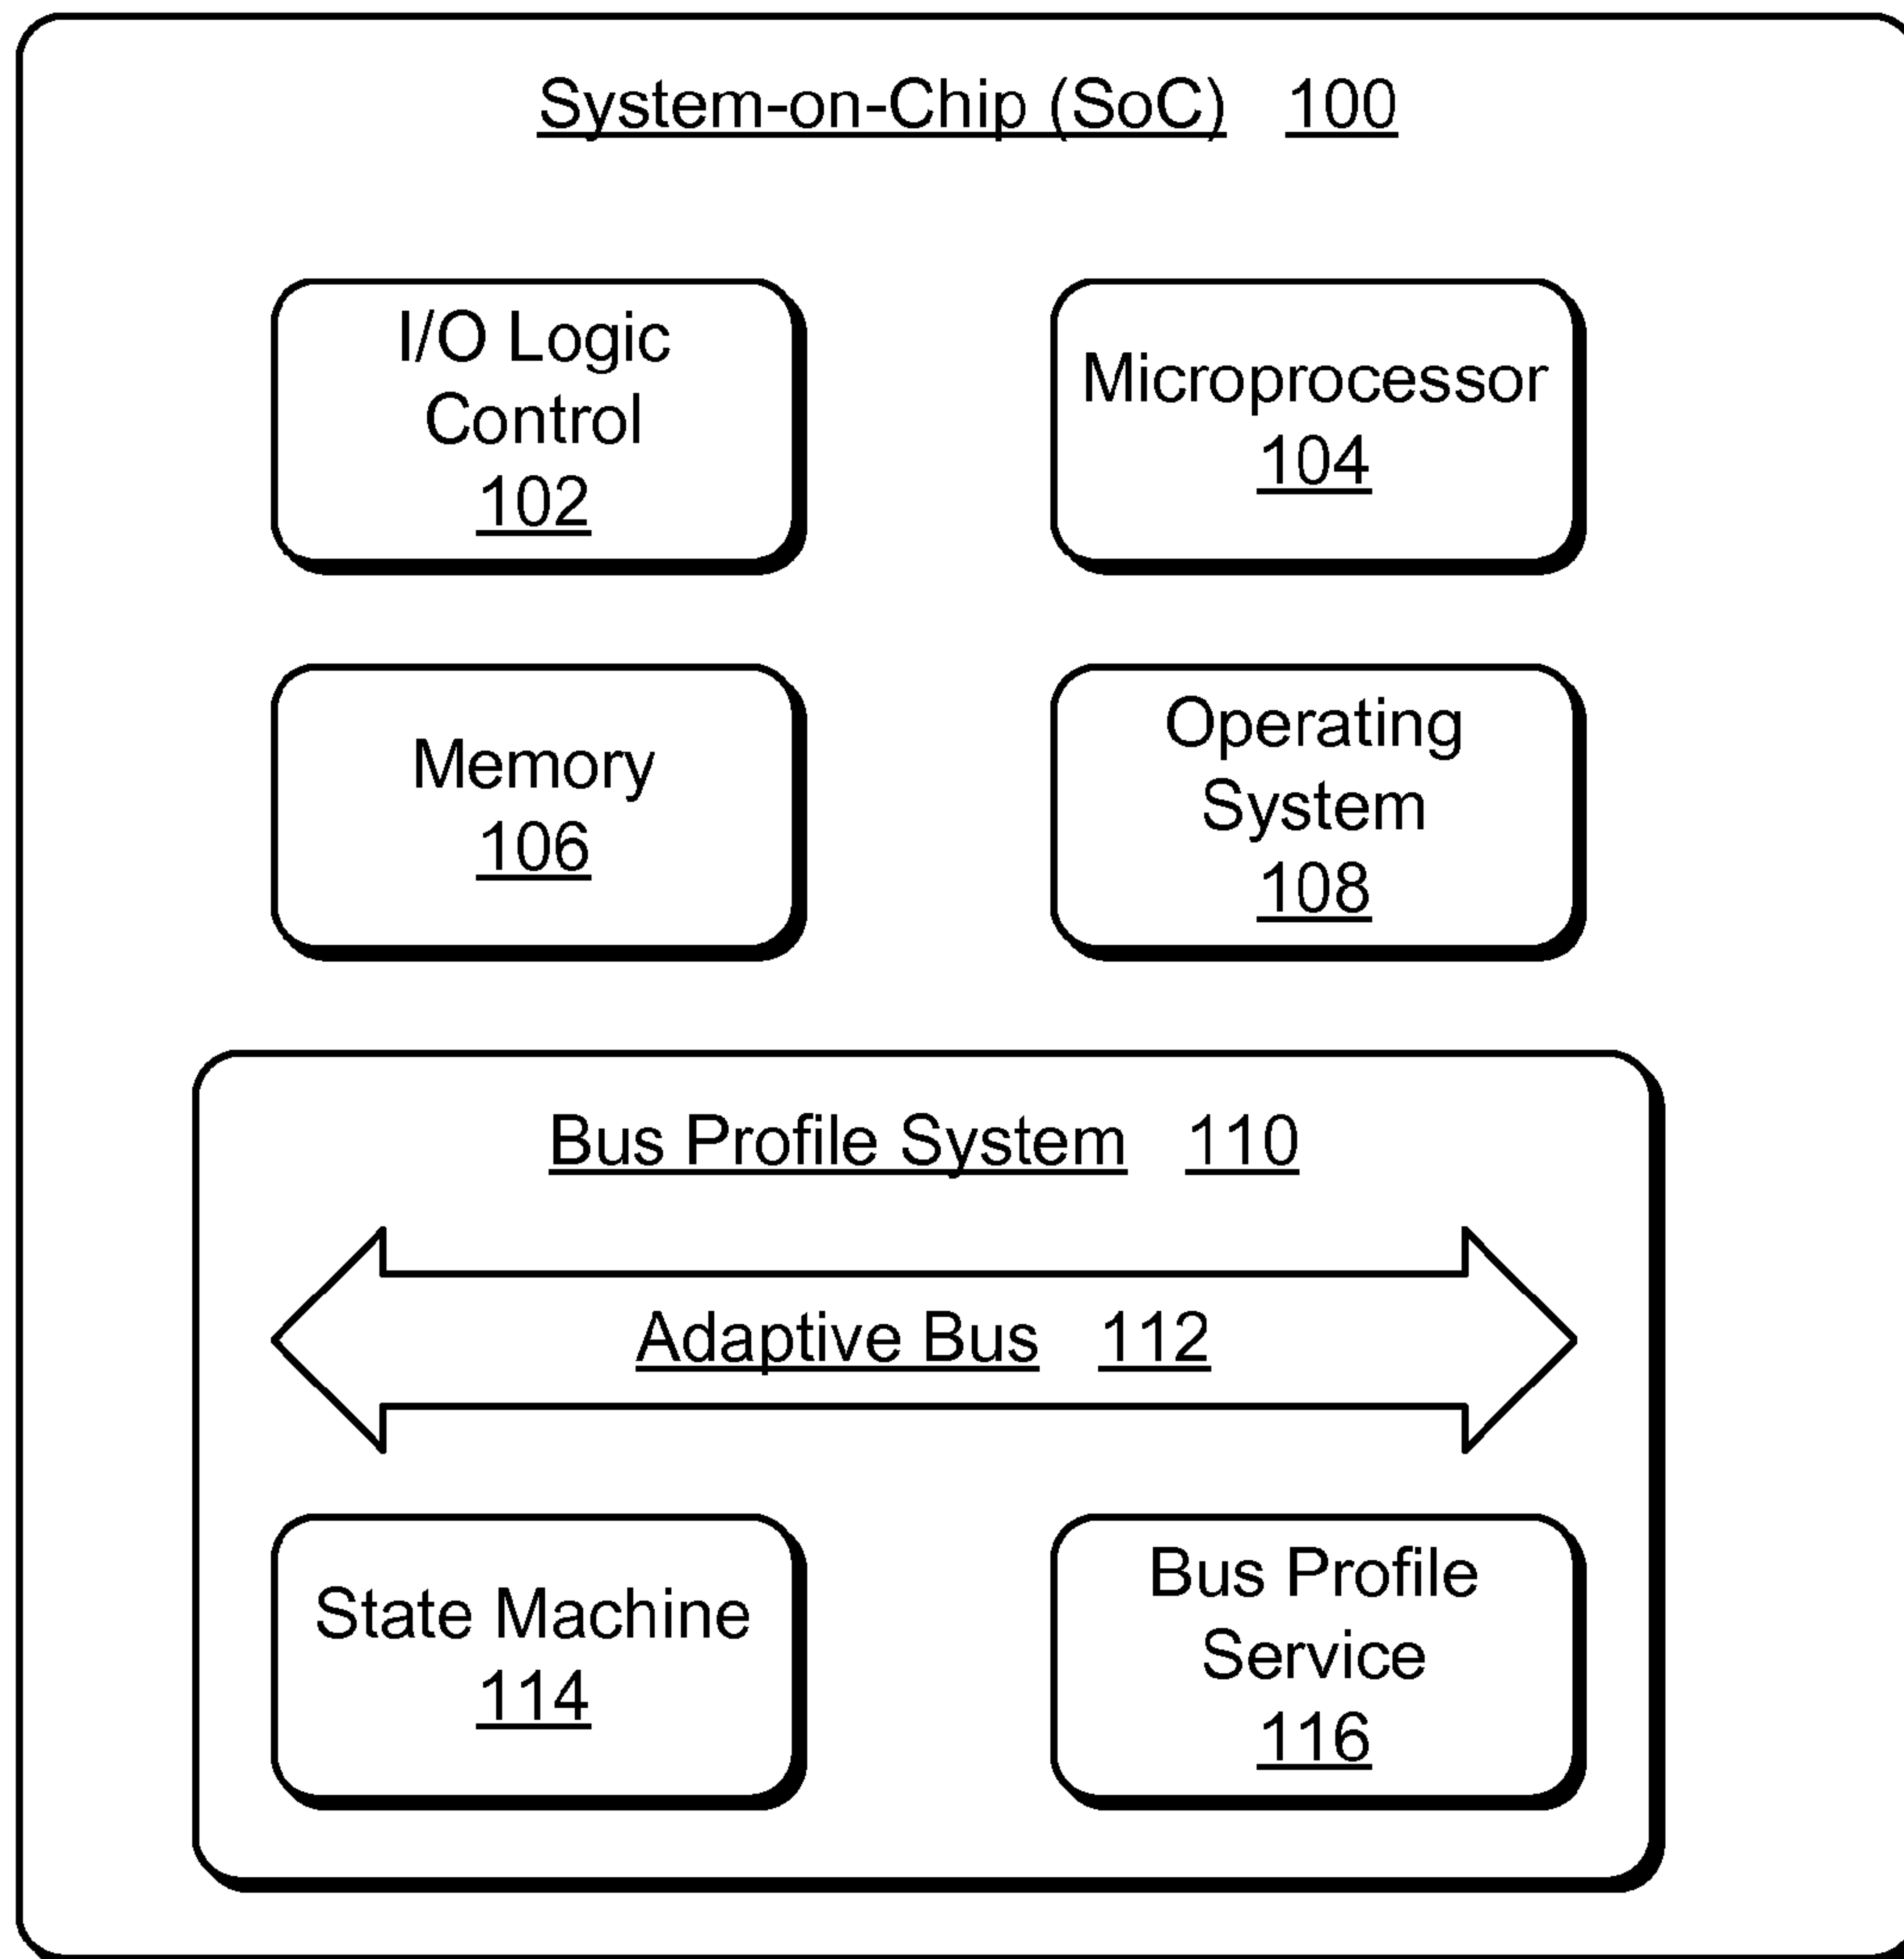 System-on-Chip (SoC) 100
I/O Logic
Control
102
Microprocessor
104
Memory
106
Operating
System
108
Bus Profile System 110
Adaptive Bus 112
State Machine
114
Bus Profile
Service
116